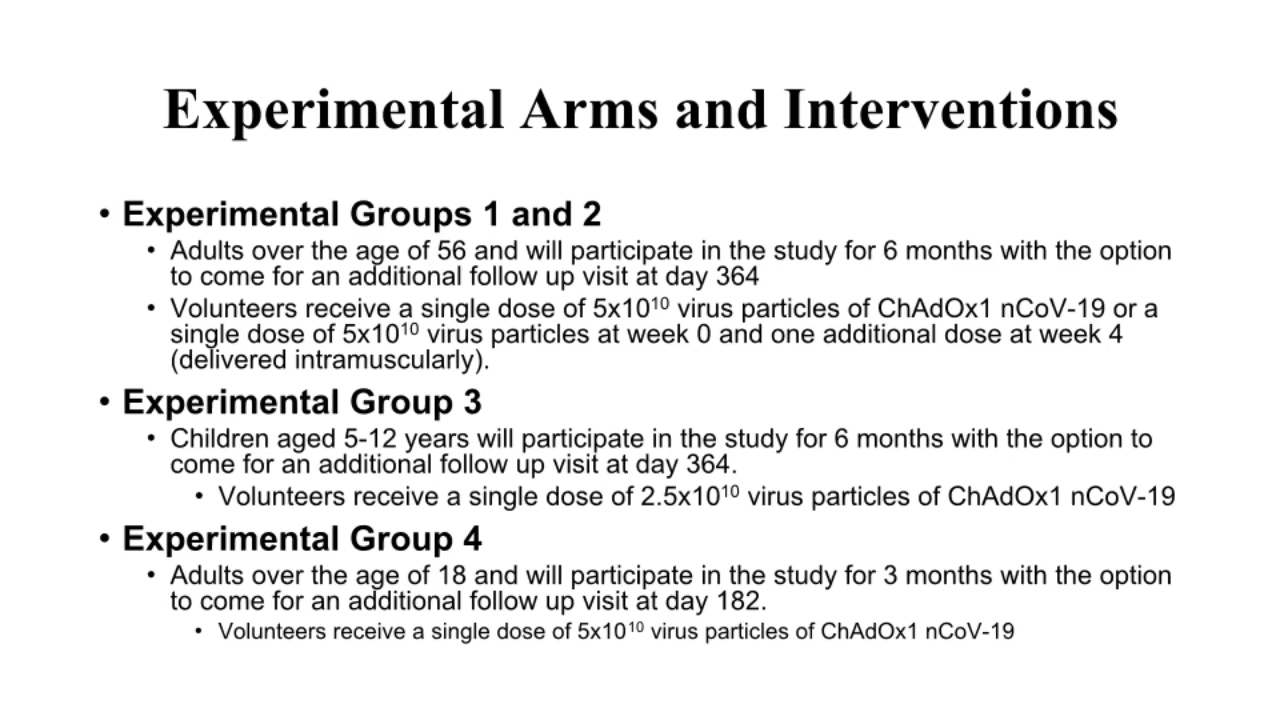 Experimental Arms and Interventions
• Experimental Groups 1 and 2
• Adults over the age of 56 and will participate in the study for 6 months with the option
to come for an additional follow up visit at day 364
• Volunteers receive a single dose of 5x10¹⁰ virus particles of ChAdOx1 nCoV-19 or a
single dose of 5x10¹⁰ virus particles at week 0 and one additional dose at week 4
(delivered intramuscularly).
• Experimental Group 3
• Children aged 5-12 years will participate in the study for 6 months with the option to
come for an additional follow up visit at day 364.
• Volunteers receive a single dose of 2.5x10¹⁰ virus particles of ChAdOx1 nCoV-19
• Experimental Group 4
• Adults over the age of 18 and will participate in the study for 3 months with the option
to come for an additional follow up visit at day 182.
• Volunteers receive a single dose of 5x10¹⁰ virus particles of ChAdOx1 nCoV-19